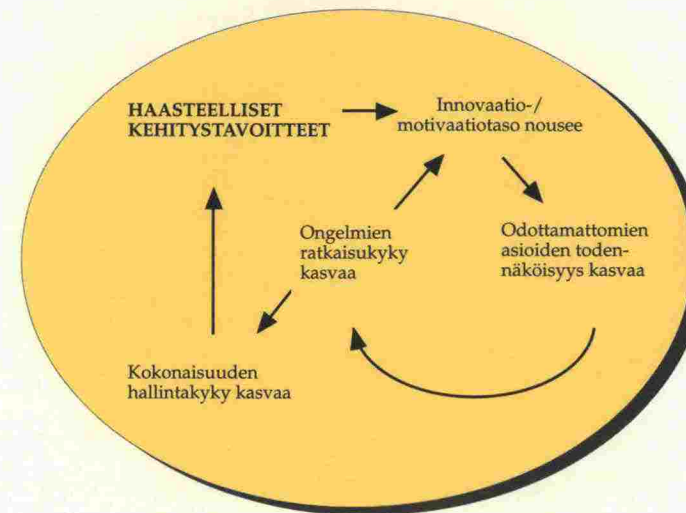 HAASTEELLISET
KEHITYSTAVOITTEET
Innovaatio-/
motivaatiotaso nousee
Ongelmien
ratkaisukyky
kasvaa
Odottamattomien
asioiden toden-
näköisyys kasvaa
Kokonaisuuden
hallintakyky kasvaa